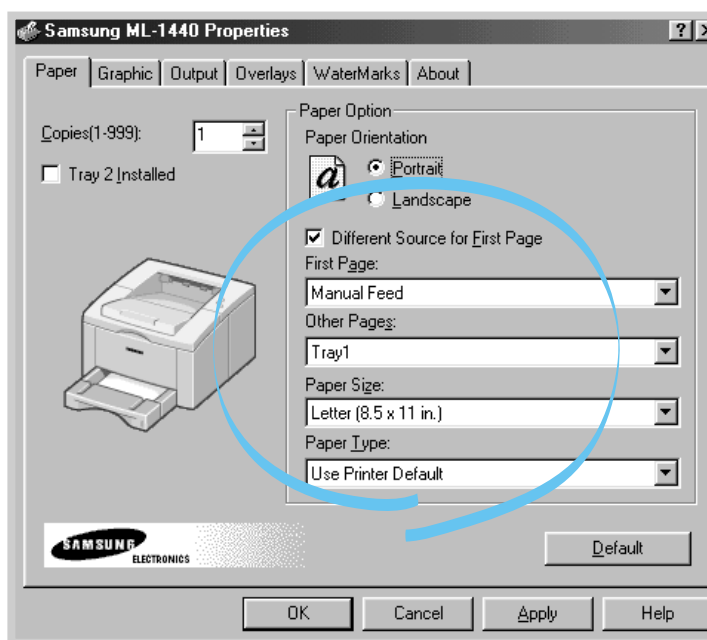 Samsung ML-1440 Properties
Paper Graphic Output Overlays WaterMarks About
Copies(1-999): 1
Tray 2 Installed
Paper Option
Paper Orientation
a
Portrait
Landscape
Different Source for First Page
First Page:
Manual Feed
Other Pages:
Tray1
Paper Size:
Letter (8.5 x 11 in.)
Paper Type:
Use Printer Default
SAMSUNG
ELECTRONICS
Default
OK Cancel Apply Help